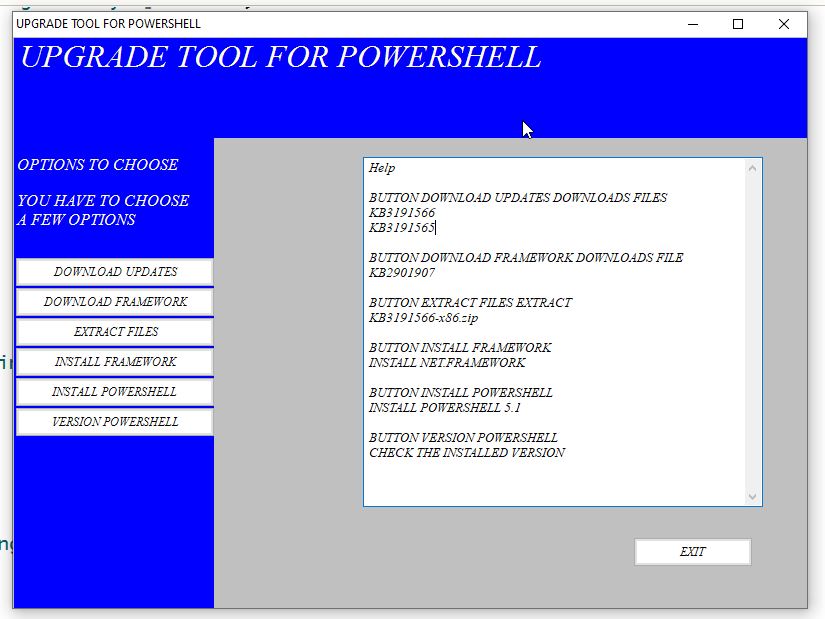 UPGRADE TOOL FOR POWERSHELL
UPGRADE TOOL FOR POWERSHELL
OPTIONS TO CHOOSE
YOU HAVE TO CHOOSE
A FEW OPTIONS
DOWNLOAD UPDATES
DOWNLOAD FRAMEWORK
EXTRACT FILES
INSTALL FRAMEWORK
INSTALL POWERSHELL
VERSION POWERSHELL
Help
BUTTON DOWNLOAD UPDATES DOWNLOADS FILES
KB3191566
KB3191565
BUTTON DOWNLOAD FRAMEWORK DOWNLOADS FILE
KB2901907
BUTTON EXTRACT FILES EXTRACT
KB3191566-x86.zip
BUTTON INSTALL FRAMEWORK
INSTALL NET.FRAMEWORK
BUTTON INSTALL POWERSHELL
INSTALL POWERSHELL 5.1
BUTTON VERSION POWERSHELL
CHECK THE INSTALLED VERSION
EXIT